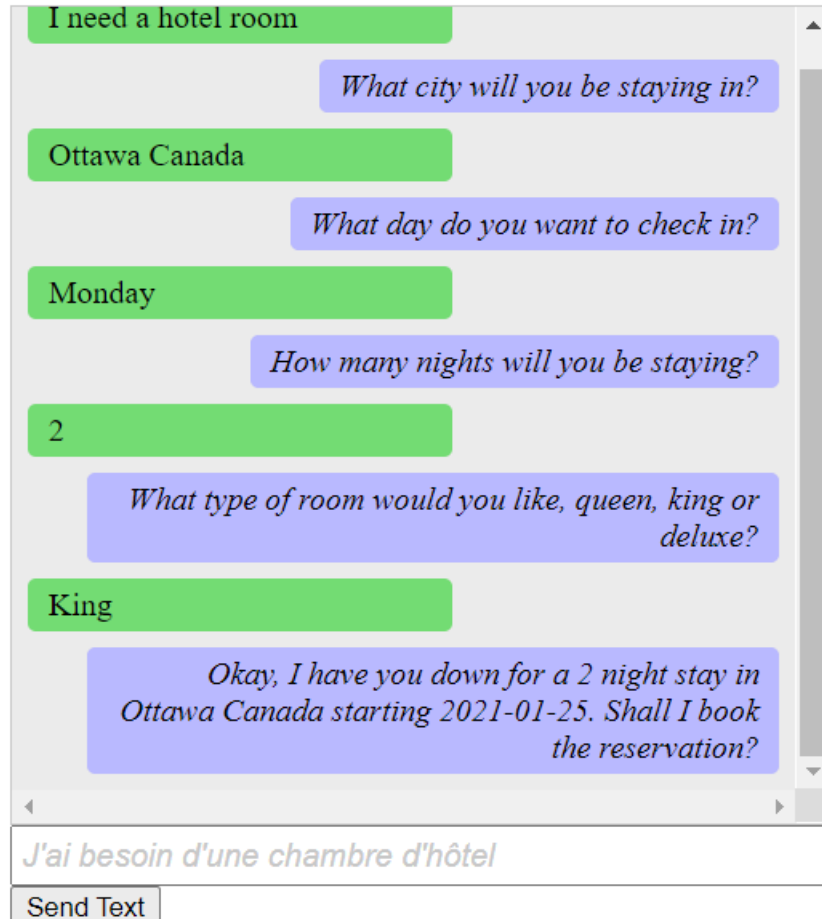 I need a hotel room
What city will you be staying in?
Ottawa Canada
What day do you want to check in?
Monday
How many nights will you be staying?
2
What type of room would you like, queen, king or
deluxe?
King
Okay, I have you down for a 2 night stay in
Ottawa Canada starting 2021-01-25. Shall I book
the reservation?
J'ai besoin d'une chambre d'hôtel
Send Text